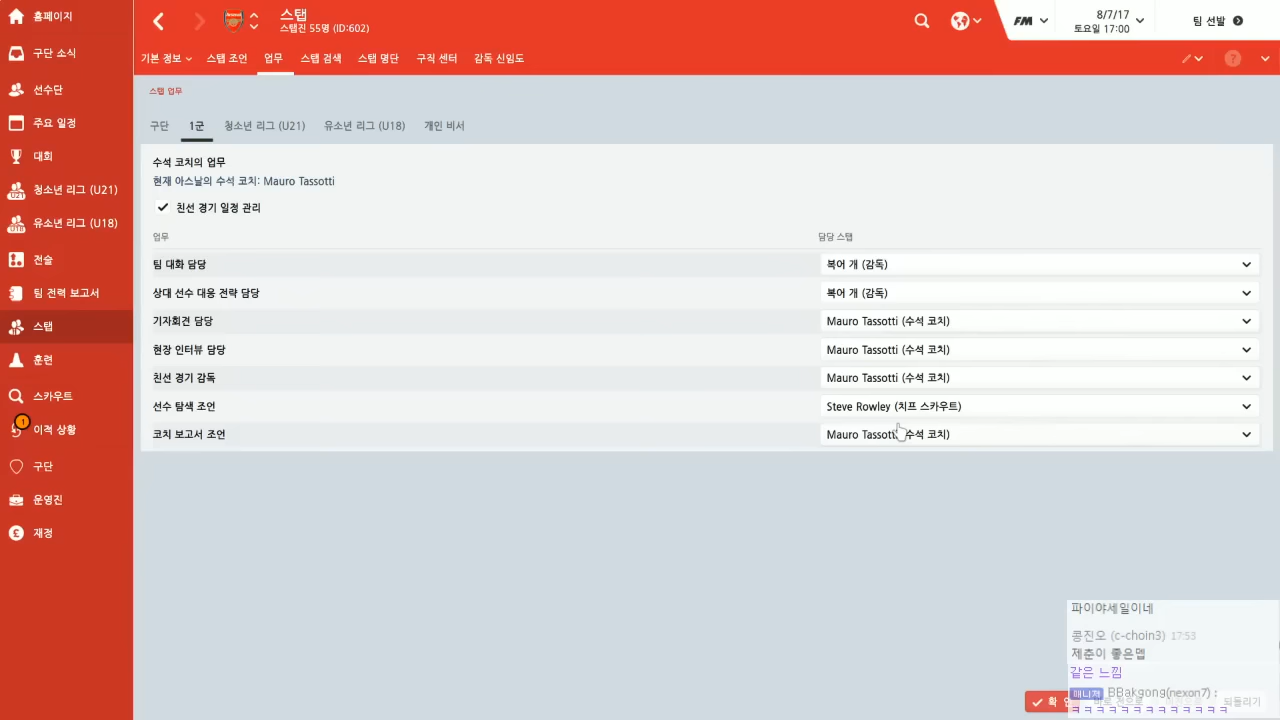 홈페이지
구단 소식
선수단
주요 일정
대회
청소년 리그 (U21)
유소년 리그 (U18)
전술
팀 전력 보고서
스탭
훈련
스카우트
1
이적 상황
구단
운영진
재정
스탭
스탭진 55명 (ID:602)
FM
8/7/17
토요일 17:00
팀 선발
기본 정보
스탭 조언
업무
스탭 검색
스탭 명단
구직 센터
감독 신임도
스탭 업무
구단
1군
청소년 리그 (U21)
유소년 리그 (U18)
개인 비서
수석 코치의 업무
현재 아스날의 수석 코치: Mauro Tassotti
친선 경기 일정 관리
업무 담당 스탭
팀 대화 담당 복어 개 (감독)
상대 선수 대응 전략 담당 복어 개 (감독)
기자회견 담당 Mauro Tassotti (수석 코치)
현장 인터뷰 담당 Mauro Tassotti (수석 코치)
친선 경기 감독 Mauro Tassotti (수석 코치)
선수 탐색 조언 Steve Rowley (치프 스카우트)
코치 보고서 조언 Mauro Tassotti (수석 코치)
파이야세일이네
콩진오 (c-choin3) 17:53
제춘이 좋은맵
같은 느낌
매니저 BBakgong(nexon7) :
ㅋㅋㅋㅋㅋㅋㅋㅋㅋㅋㅋㅋㅋ
되돌리기